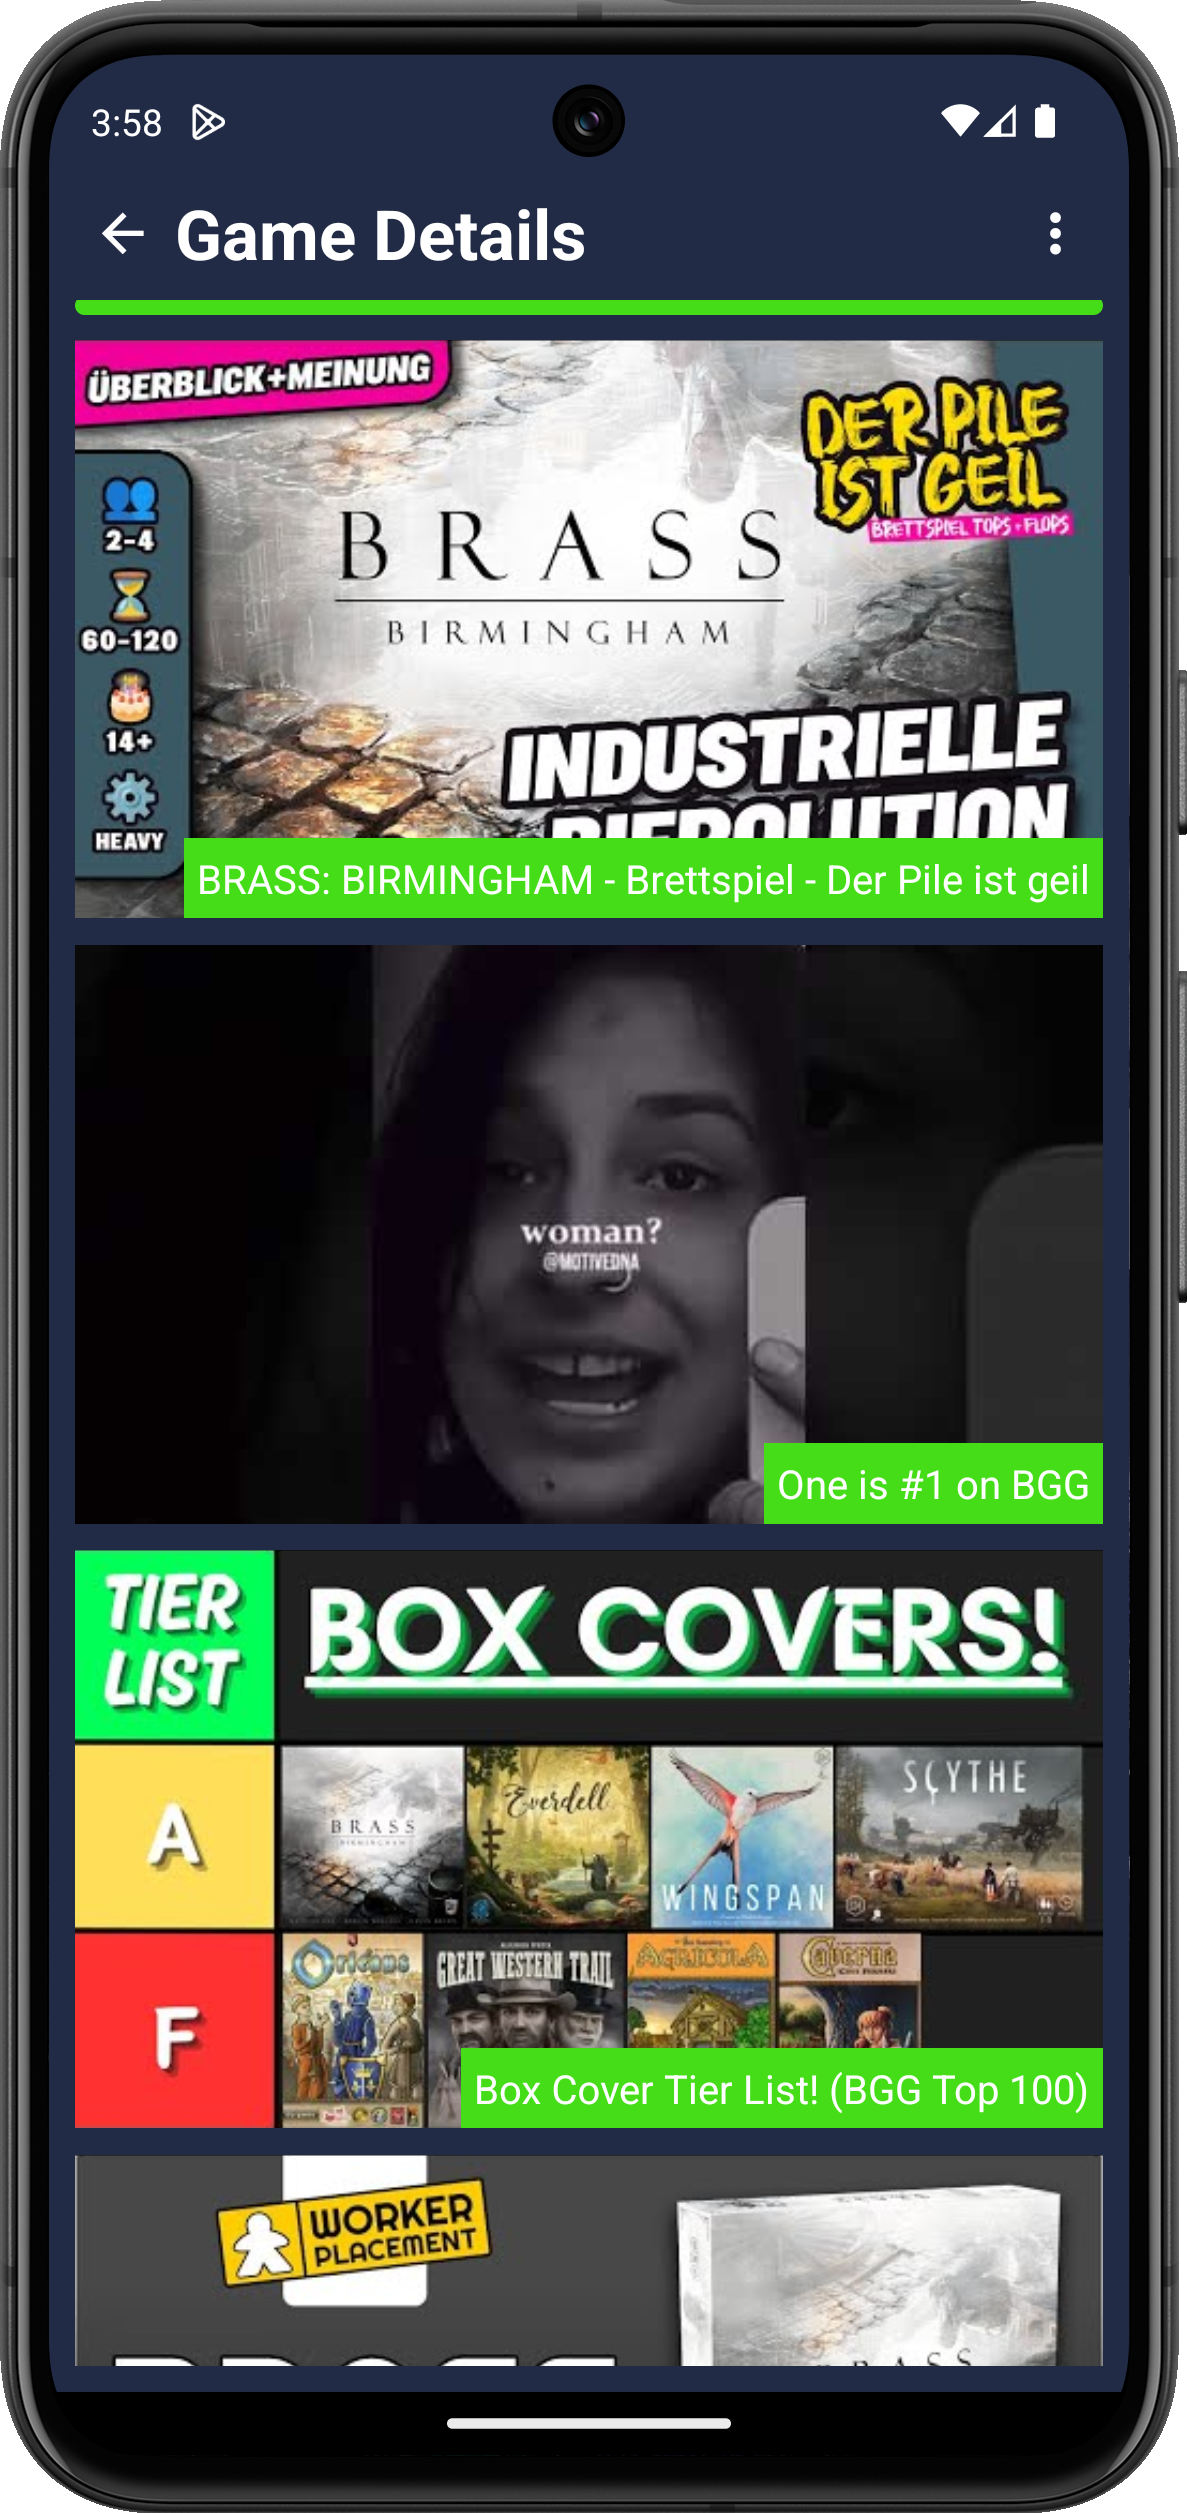 3:58
Game Details
ÜBERBLICK+MEINUNG
DER PILE
IST GEIL
BRETTSPIEL TOPS + FLOPS
2-4
60-120
14+
HEAVY
BRASS
BIRMINGHAM
INDUSTRIELLE
BRASS: BIRMINGHAM - Brettspiel - Der Pile ist geil
woman?
@MOTIVEDNA
One is #1 on BGG
TIER
LIST
BOX COVERS!
A
BRASS
BIRMINGHAM
Everdell
WINGSPAN
SCYTHE
F
Orléans
GREAT WESTERN TRAIL
AGRICOLA
Caverna
Box Cover Tier List! (BGG Top 100)
WORKER
PLACEMENT
BRASS
BRASS